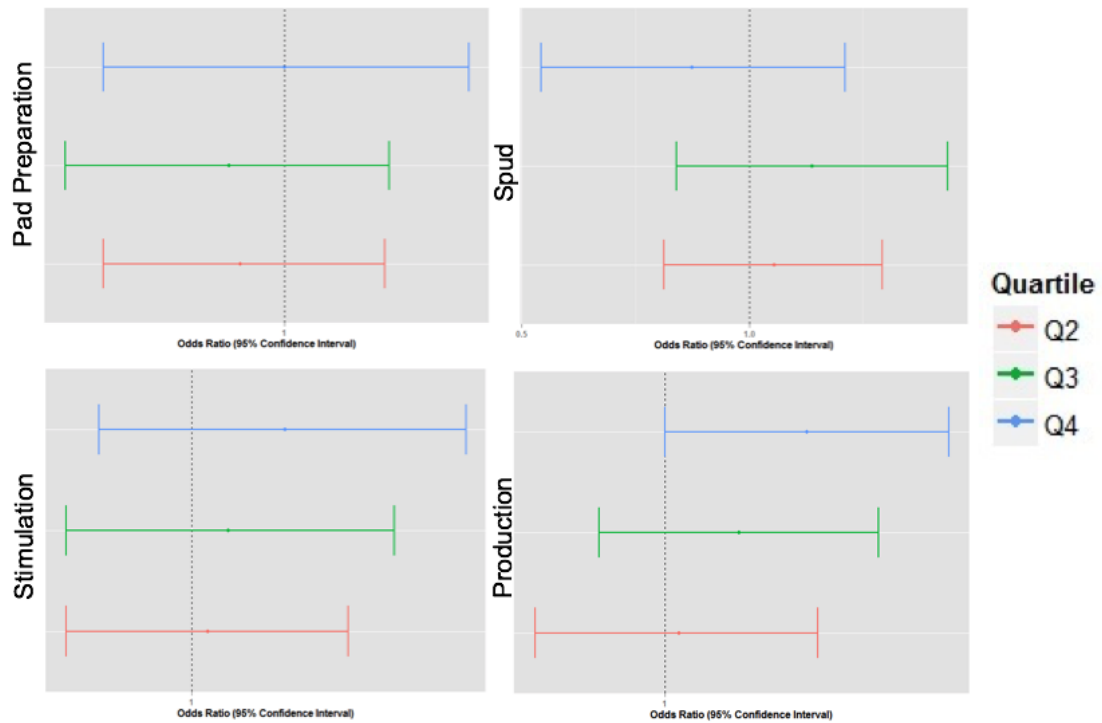 Pad Preparation
1
Odds Ratio (95% Confidence Interval)
Spud
0.5
1.0
Odds Ratio (95% Confidence Interval)
Quartile
Q2
Q3
Q4
Stimulation
1
Odds Ratio (95% Confidence Interval)
Production
1
Odds Ratio (95% Confidence Interval)